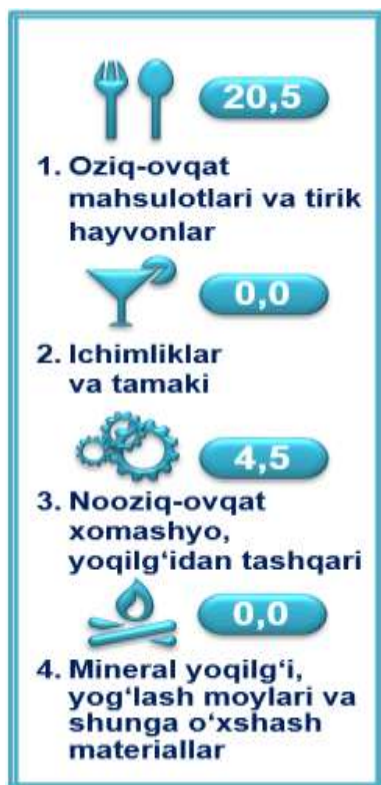 20,5
1. Oziq-ovqat
mahsulotlari va tirik
hayvonlar
0,0
2. Ichimliklar
va tamaki
4,5
3. Nooziq-ovqat
xomashyo,
yoqilg‘idan tashqari
0,0
4. Mineral yoqilg‘i,
yog‘lash moylari va
shunga o‘xshash
materiallar